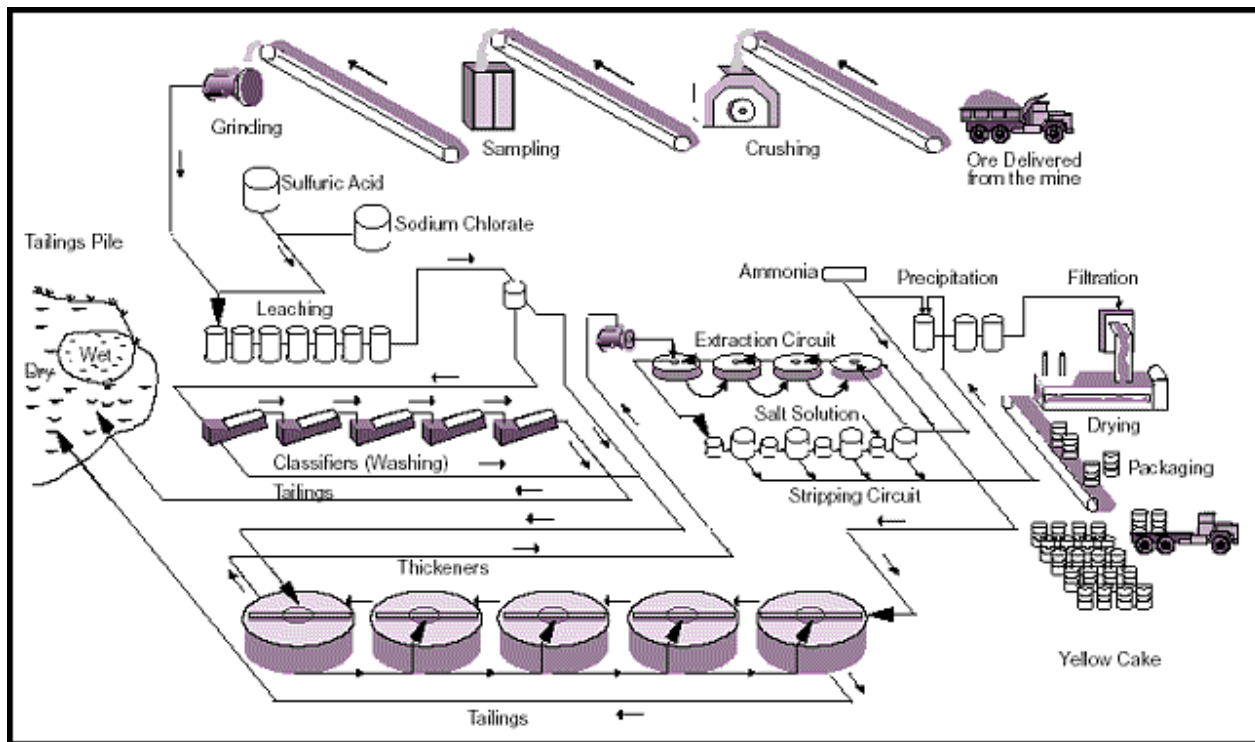 Grinding
Sampling
Crushing
Ore Delivered
from the mine
Sulfuric Acid
Sodium Chlorate
Tailings Pile
Leaching
Wet
Dry
Ammonia
Precipitation
Filtration
Extraction Circuit
Salt Solution
Drying
Classifiers (Washing)
Packaging
Tailings
Stripping Circuit
Thickeners
Yellow Cake
Tailings